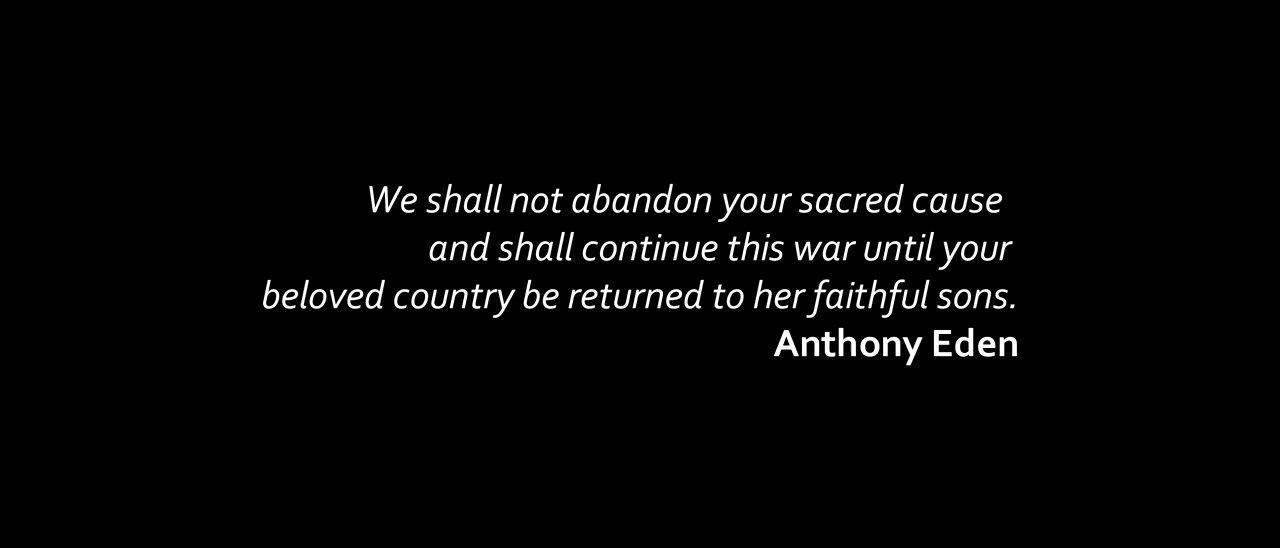 We shall not abandon your sacred cause
and shall continue this war until your
beloved country be returned to her faithful sons.
Anthony Eden